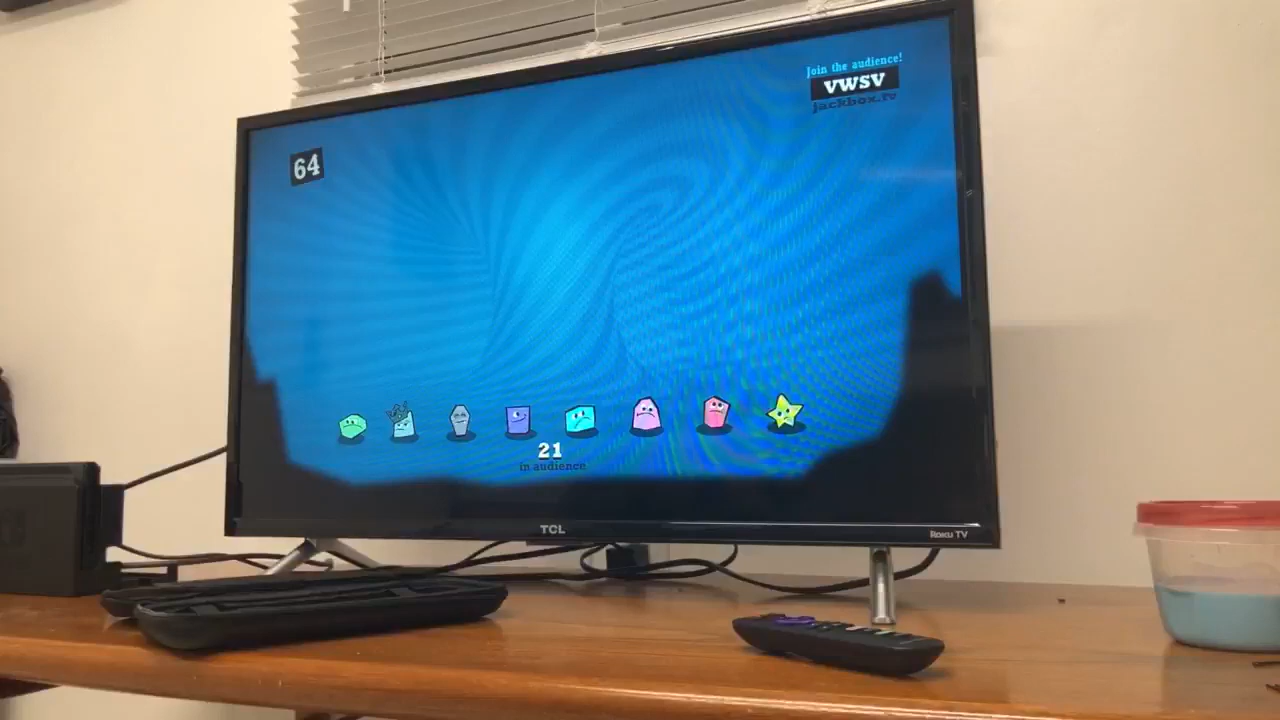 Join the audience!
VWSV
jackbox.tv
64
21
in audience
TCL
Roku TV